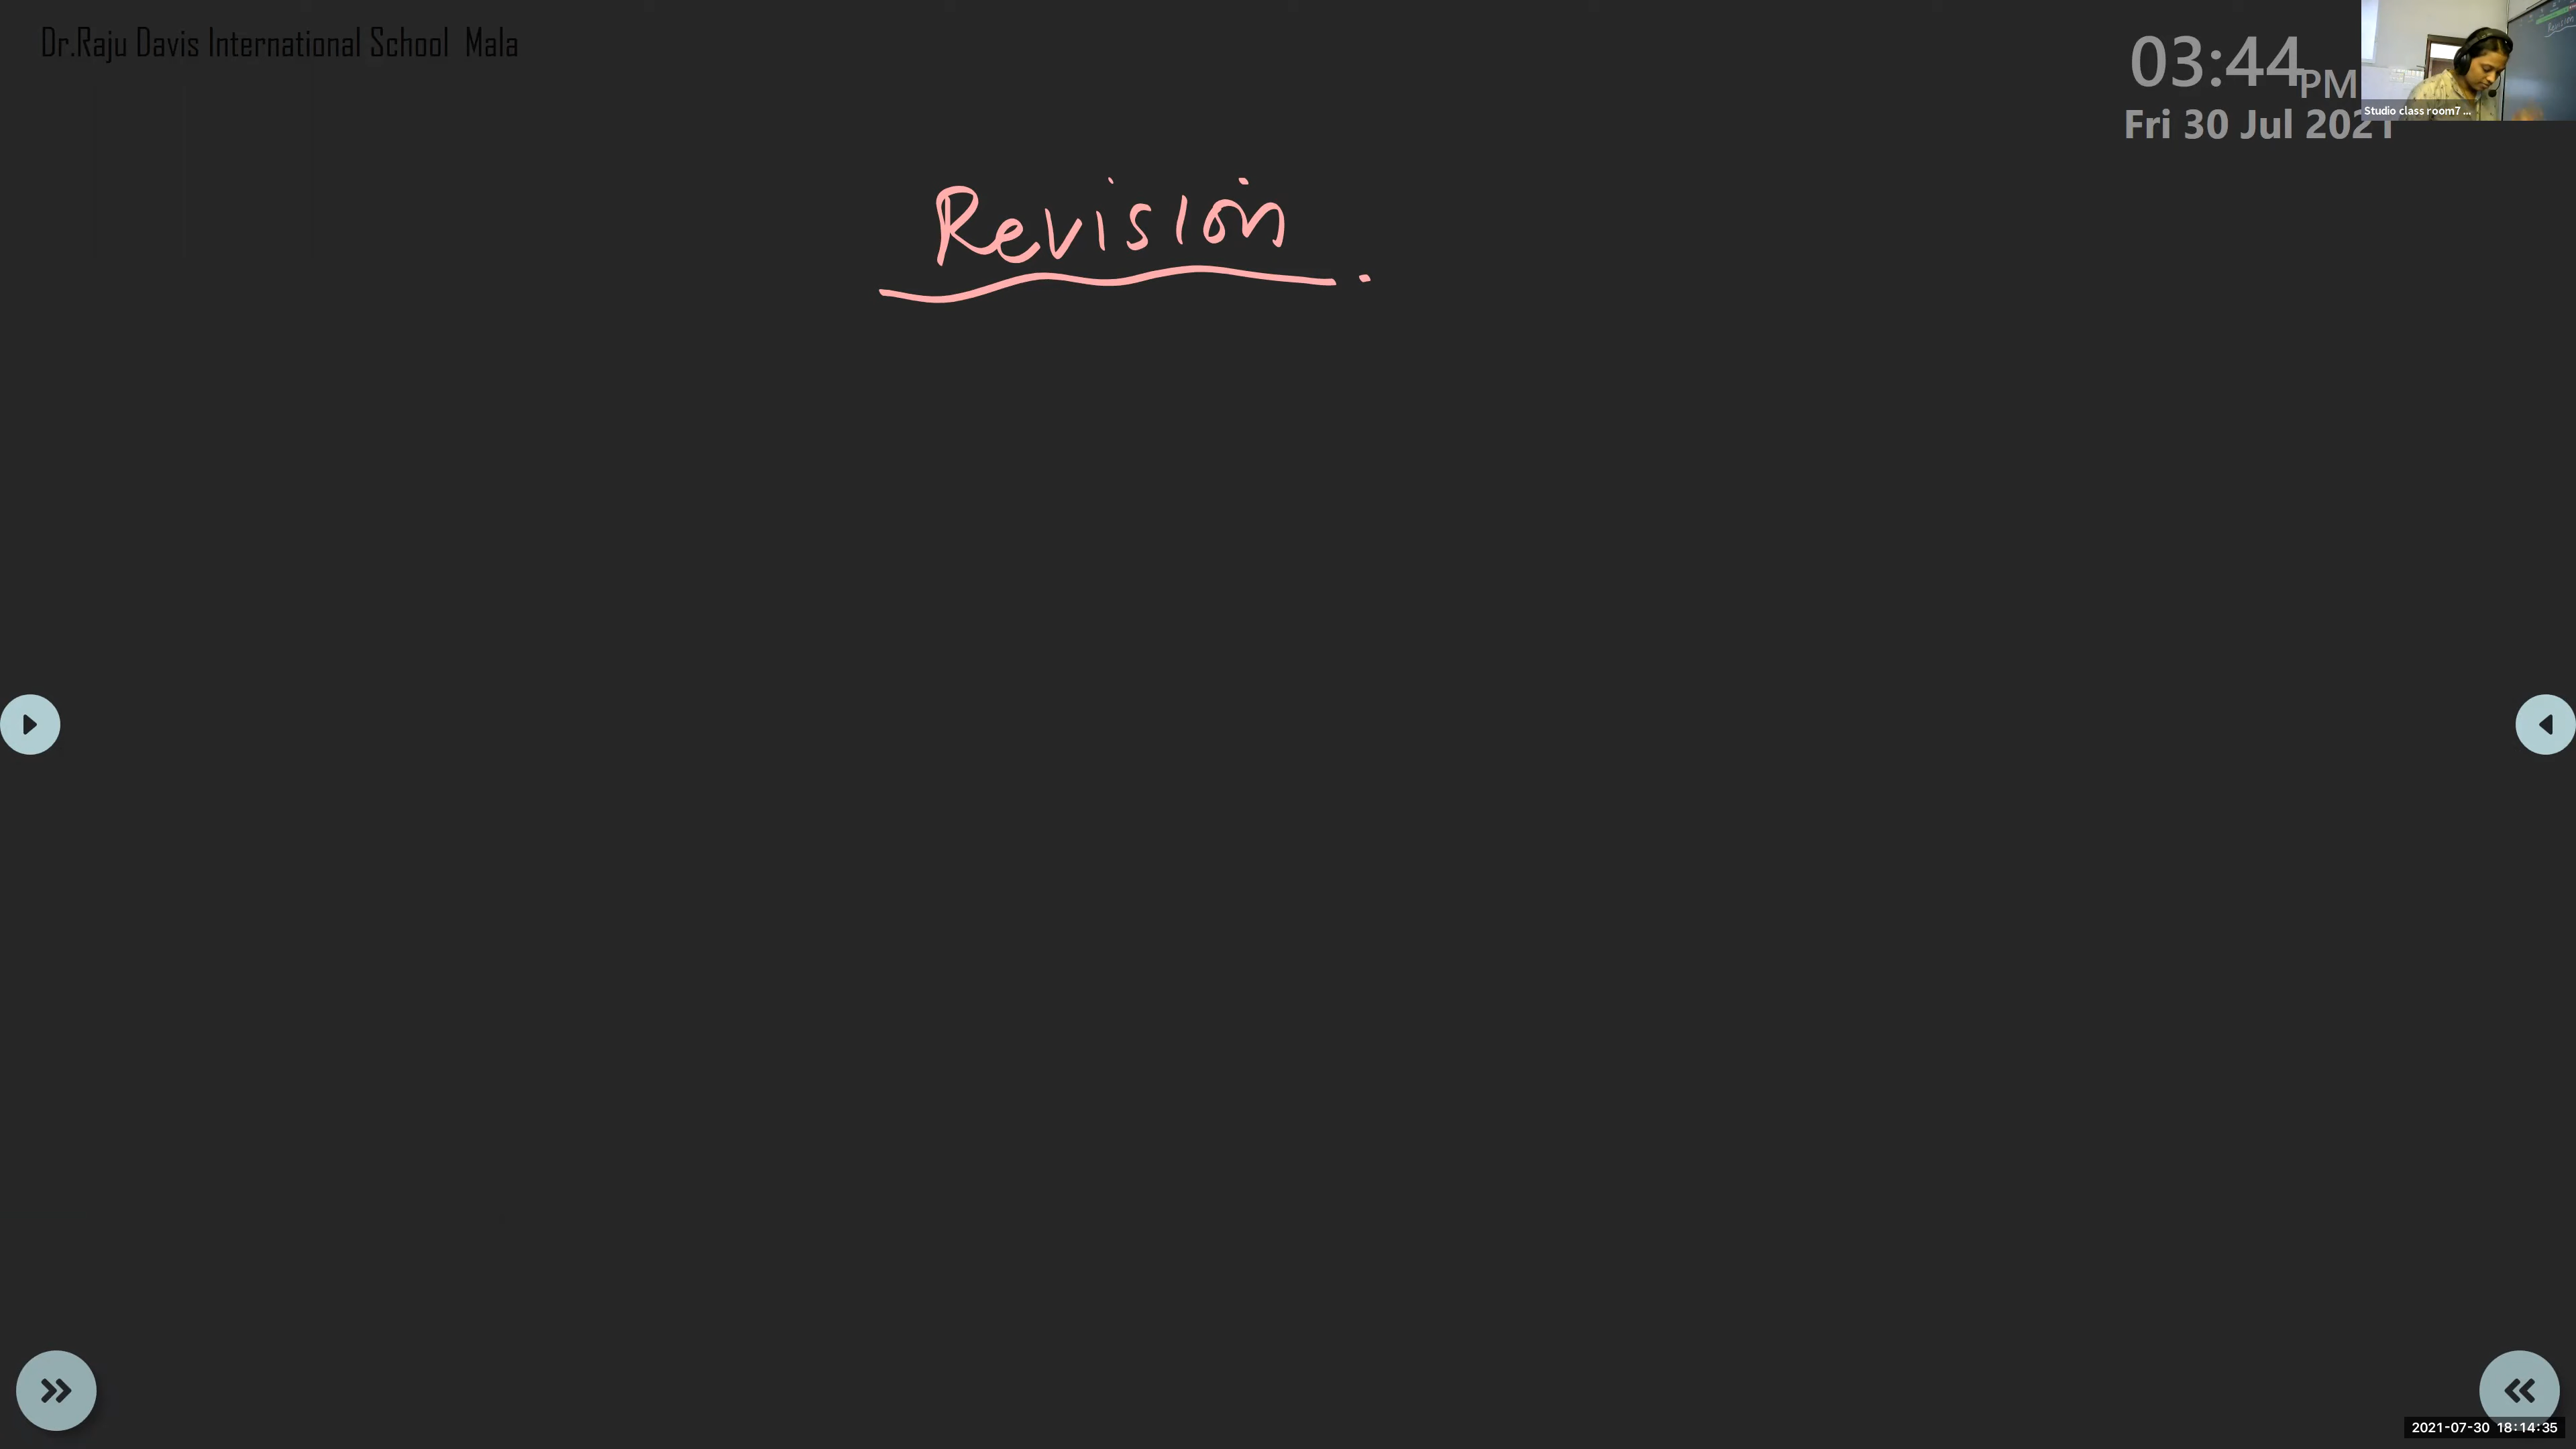 Dr.Raju Davis International School Mala
03:44PM
Fri 30 Jul 2021
Studio class room7 ...
Revision
2021-07-30 18:14:35